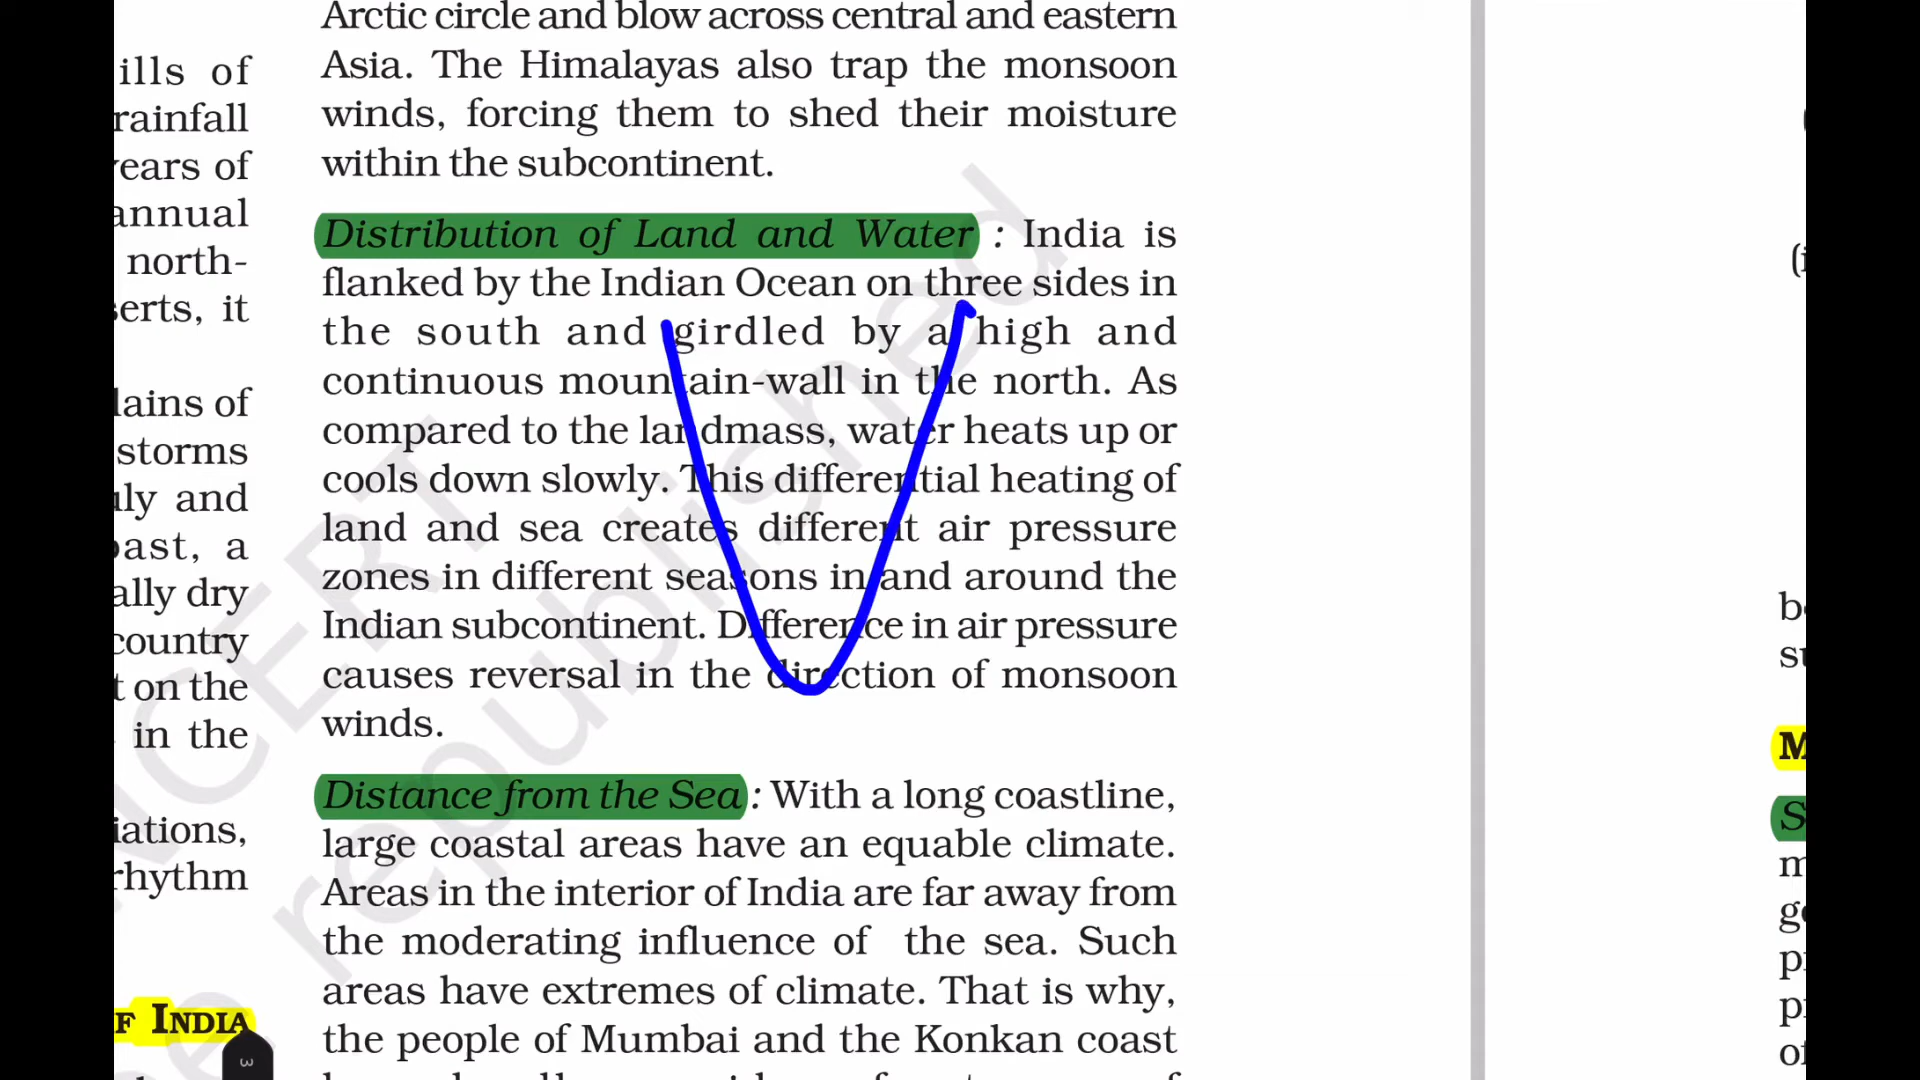 ills of
rainfall
years of
annual
north-
serts, it
lains of
storms
uly and
past, a
ally dry
country
t on the
in the
iations,
rhythm
F INDIA
Arctic circle and blow across central and eastern
Asia. The Himalayas also trap the monsoon
winds, forcing them to shed their moisture
within the subcontinent.
Distribution of Land and Water : India is
flanked by the Indian Ocean on three sides in
the south and girdled by a high and
continuous mountain-wall in the north. As
compared to the landmass, water heats up or
cools down slowly. This differential heating of
land and sea creates different air pressure
zones in different seasons in and around the
Indian subcontinent. Difference in air pressure
causes reversal in the direction of monsoon
winds.
Distance from the Sea : With a long coastline,
large coastal areas have an equable climate.
Areas in the interior of India are far away from
the moderating influence of the sea. Such
areas have extremes of climate. That is why,
the people of Mumbai and the Konkan coast
NCERT
republished
3
(i
M
S
m